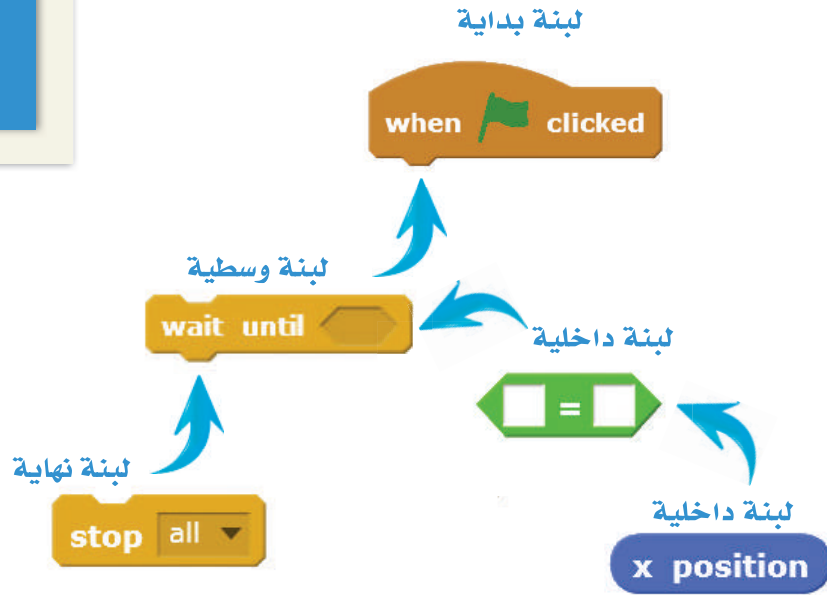 لبنة بداية
when clicked
لبنة وسطية
wait until
لبنة داخلية
=
لبنة نهاية
stop all
لبنة داخلية
x position